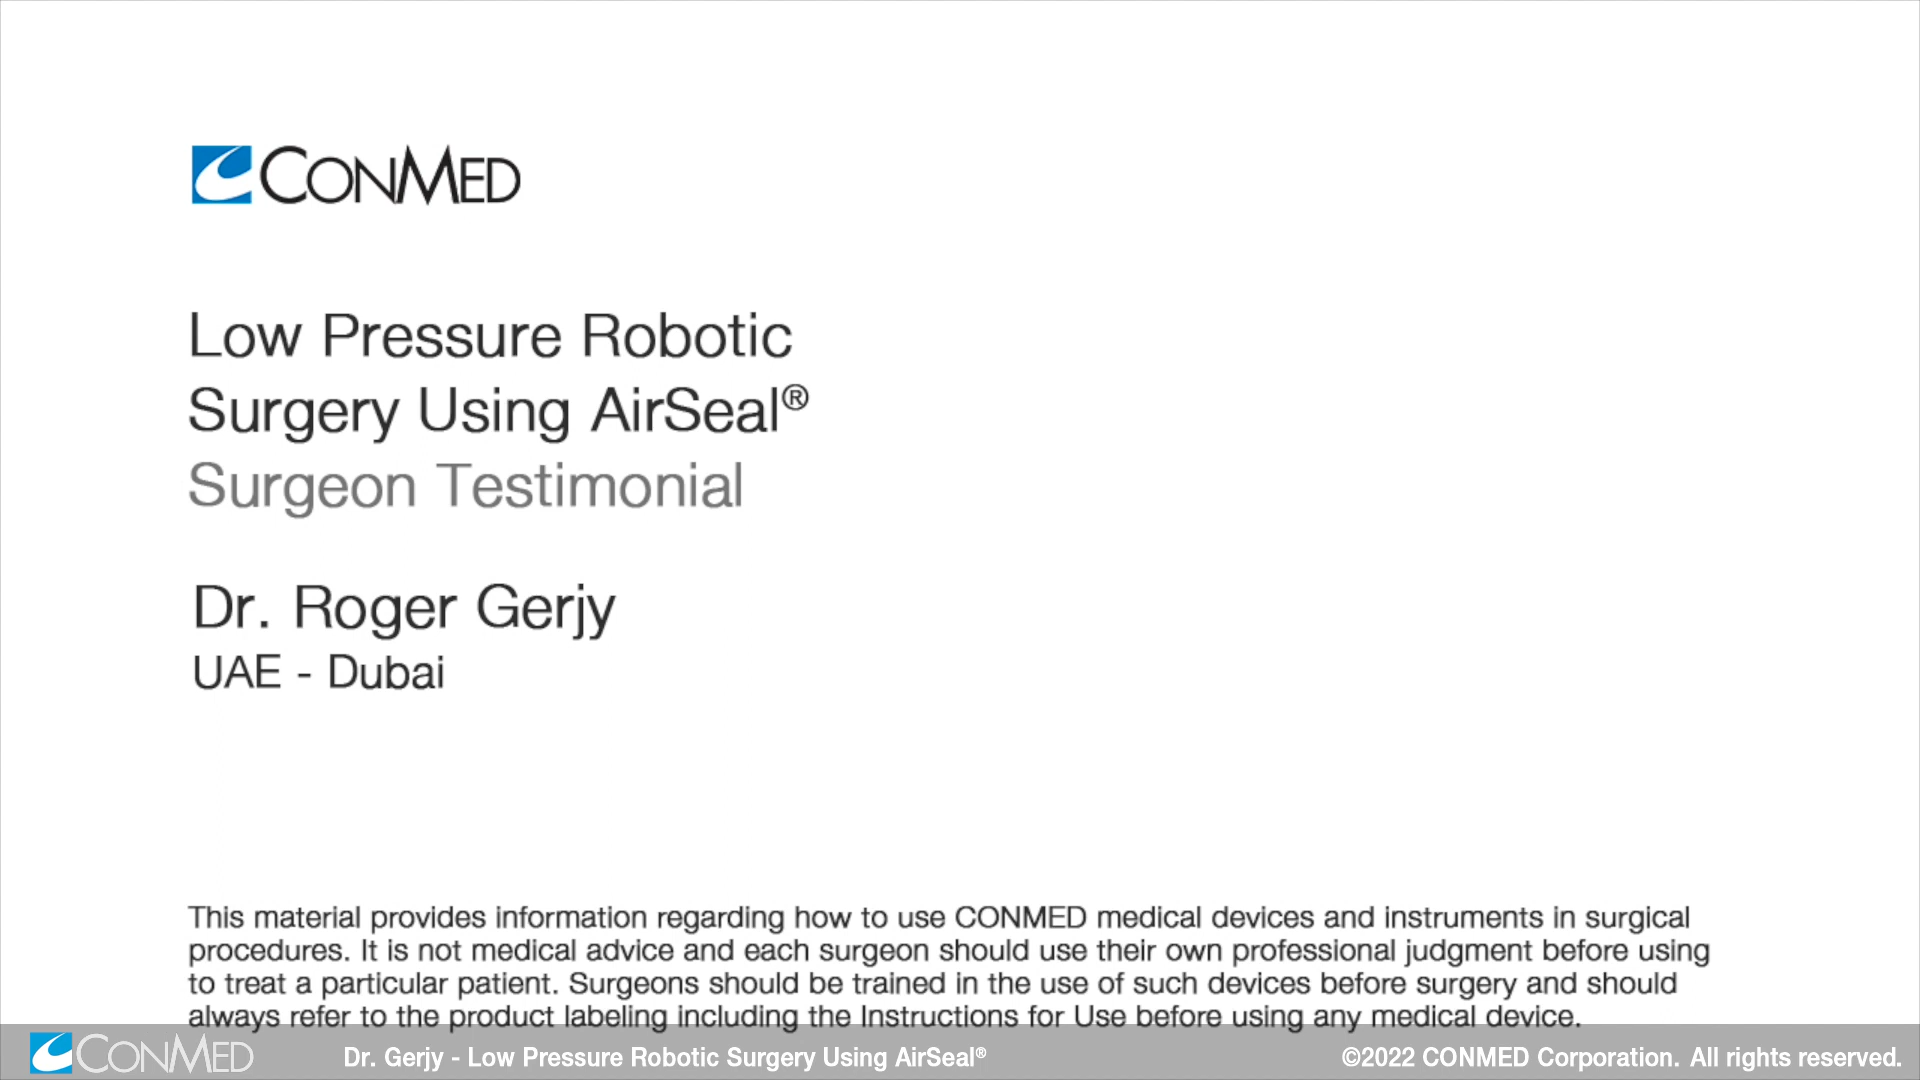 CONMED
Low Pressure Robotic
Surgery Using AirSeal®
Surgeon Testimonial
Dr. Roger Gerjy
UAE - Dubai
This material provides information regarding how to use CONMED medical devices and instruments in surgical
procedures. It is not medical advice and each surgeon should use their own professional judgment before using
to treat a particular patient. Surgeons should be trained in the use of such devices before surgery and should
always refer to the product labeling including the Instructions for Use before using any medical device.
CONMED
Dr. Gerjy - Low Pressure Robotic Surgery Using AirSeal®
©2022 CONMED Corporation. All rights reserved.